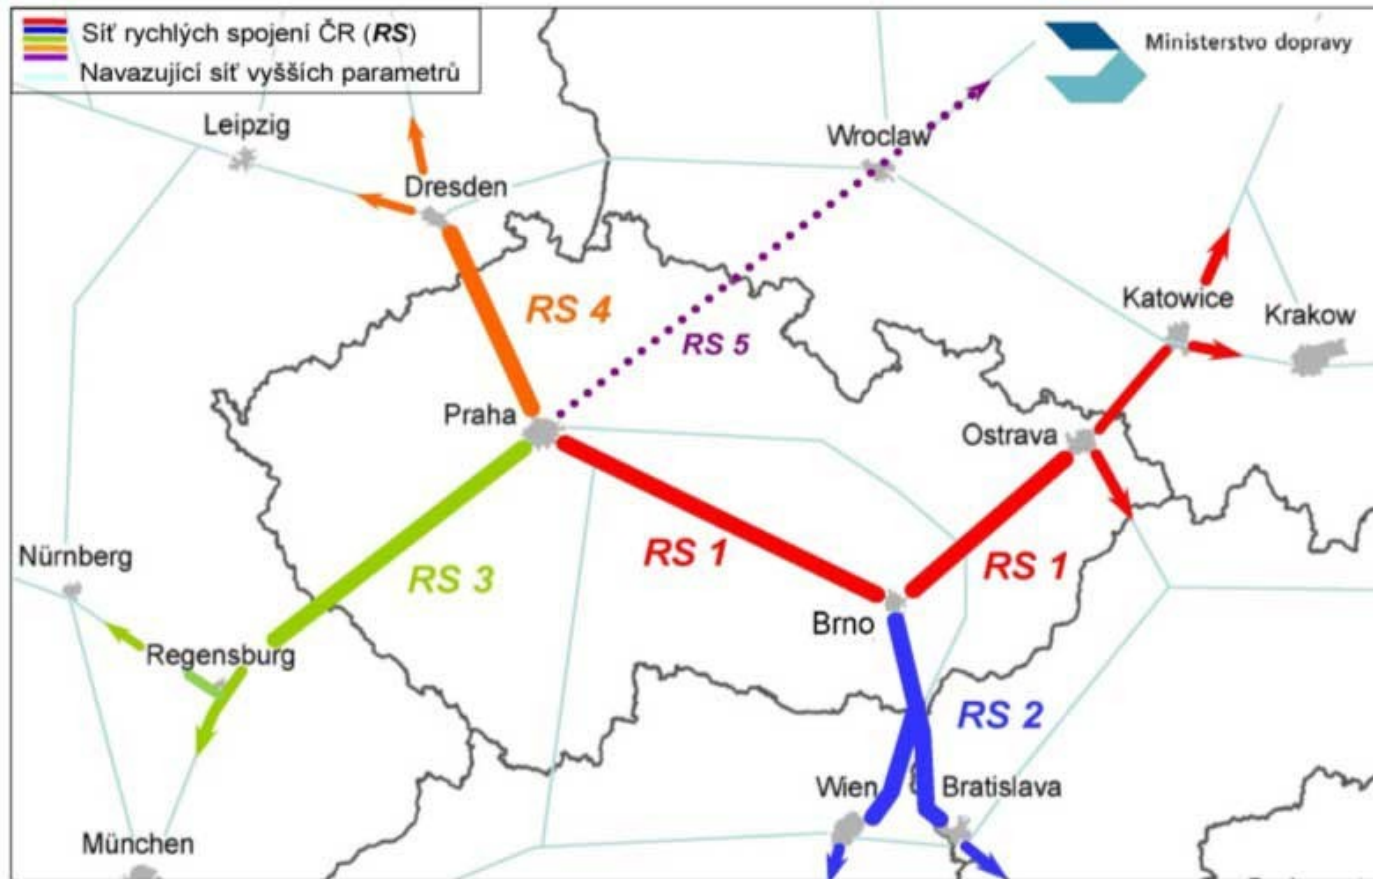 Síť rychlých spojení ČR (RS)
Navazující síť vyšších parametrů
Ministerstvo dopravy
Leipzig
Wroclaw
Dresden
Katowice
Krakow
RS 4
RS 5
Praha
Ostrava
RS 1
RS 1
Nürnberg
RS 3
Brno
Regensburg
RS 2
Wien
Bratislava
München